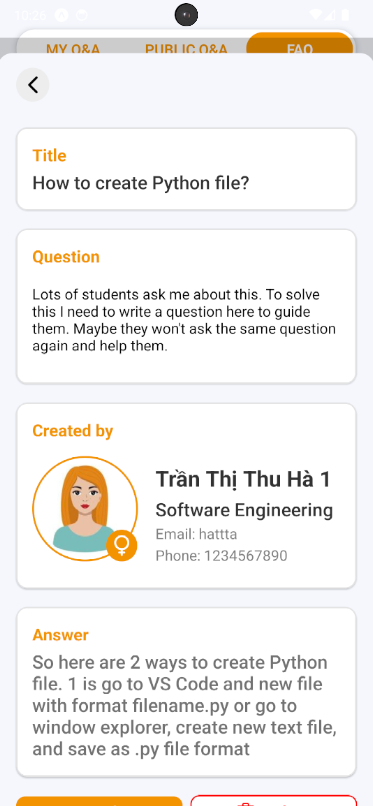 19:26
MY Q&A PUBLIC Q&A FAQ
Title
How to create Python file?
Question
Lots of students ask me about this. To solve
this I need to write a question here to guide
them. Maybe they won't ask the same question
again and help them.
Created by
Trần Thị Thu Hà 1
Software Engineering
Email: hattta
Phone: 1234567890
Answer
So here are 2 ways to create Python
file. 1 is go to VS Code and new file
with format filename.py or go to
window explorer, create new text file,
and save as .py file format